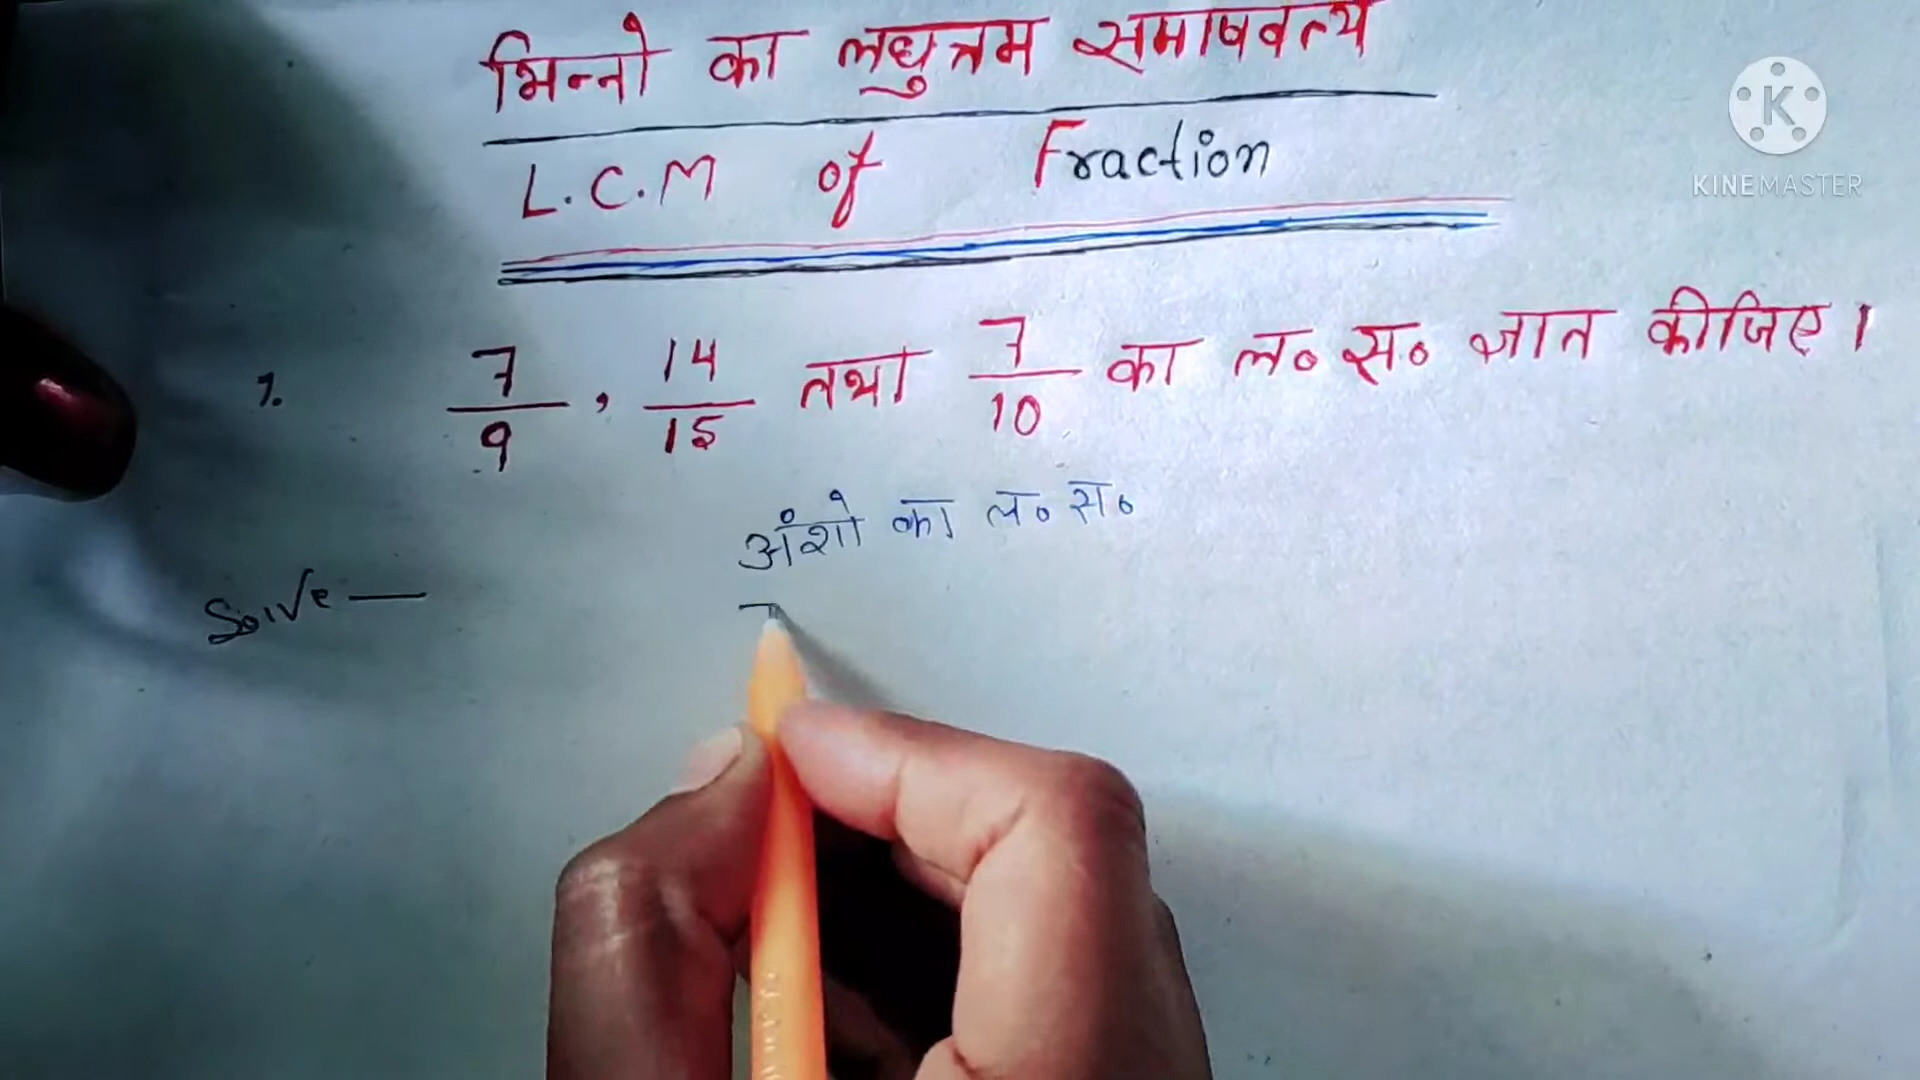 भिन्नो का लघुत्तम समापवर्त्य
L.C.M of Fraction
KINEMASTER
1. 7/9 , 14/15 तथा 7/10 का ल० स० ज्ञात कीजिए।
अंशो का ल० स०
Solve —